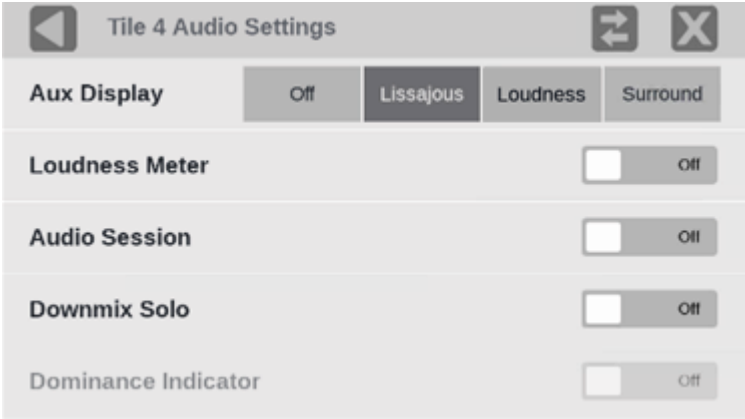 Tile 4 Audio Settings
Aux Display Off Lissajous Loudness Surround
Loudness Meter Off
Audio Session Off
Downmix Solo Off
Dominance Indicator Off